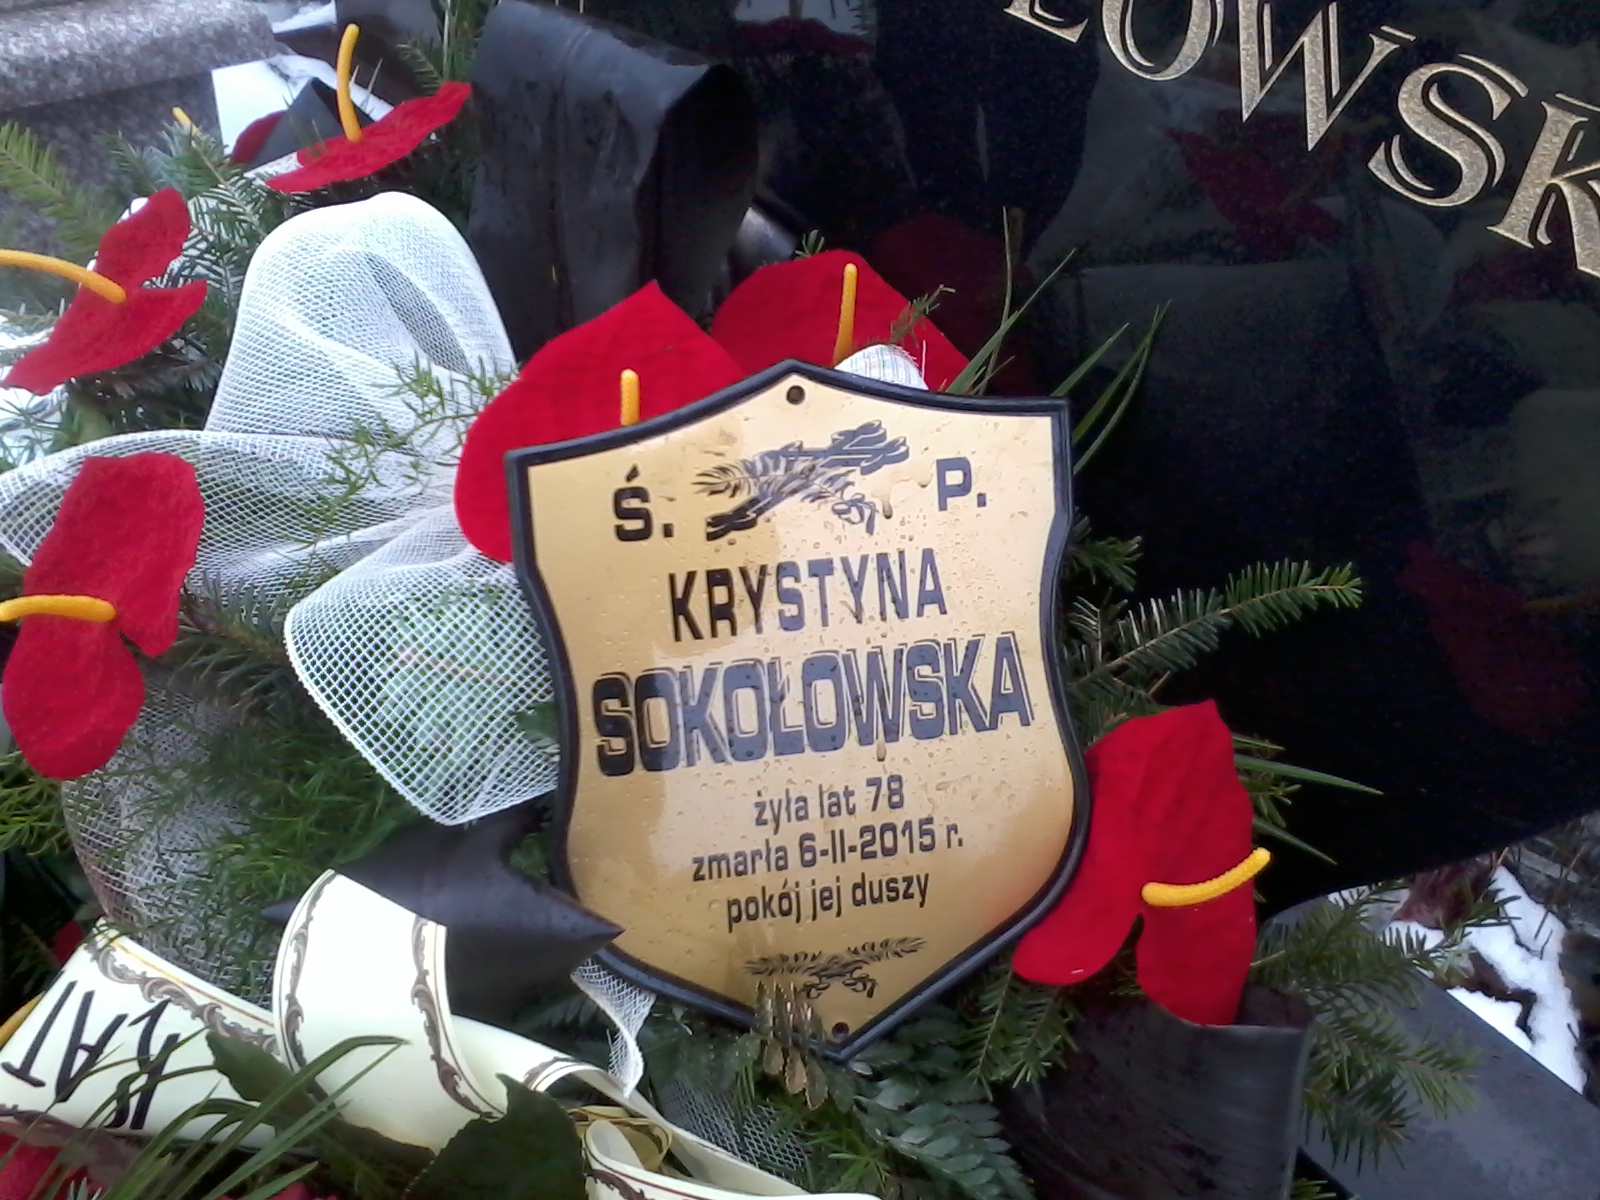 ŁOWSK
Ś. P.
KRYSTYNA
SOKOŁOWSKA
żyła lat 78
zmarła 6-II-2015 r.
pokój jej duszy